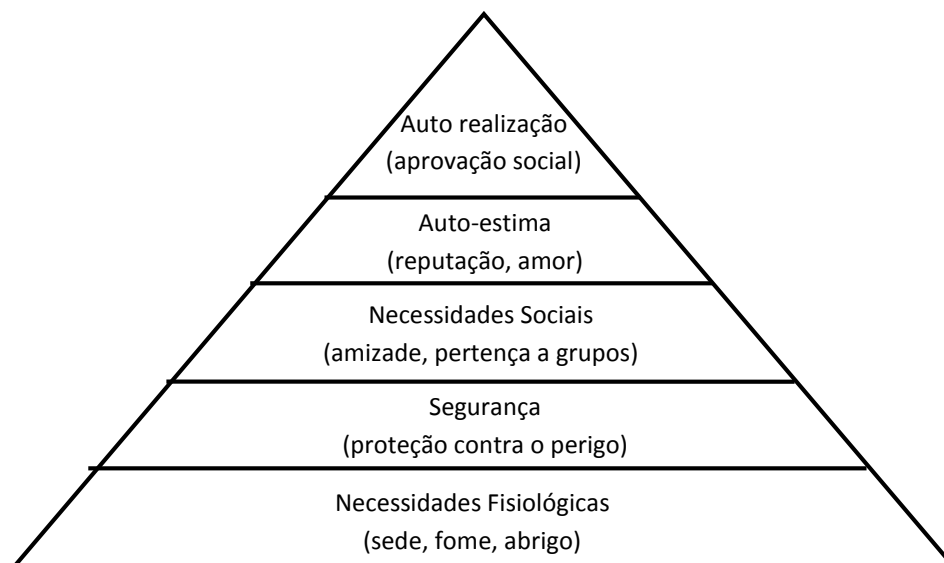 Auto realização
(aprovação social)
Auto-estima
(reputação, amor)
Necessidades Sociais
(amizade, pertença a grupos)
Segurança
(proteção contra o perigo)
Necessidades Fisiológicas
(sede, fome, abrigo)